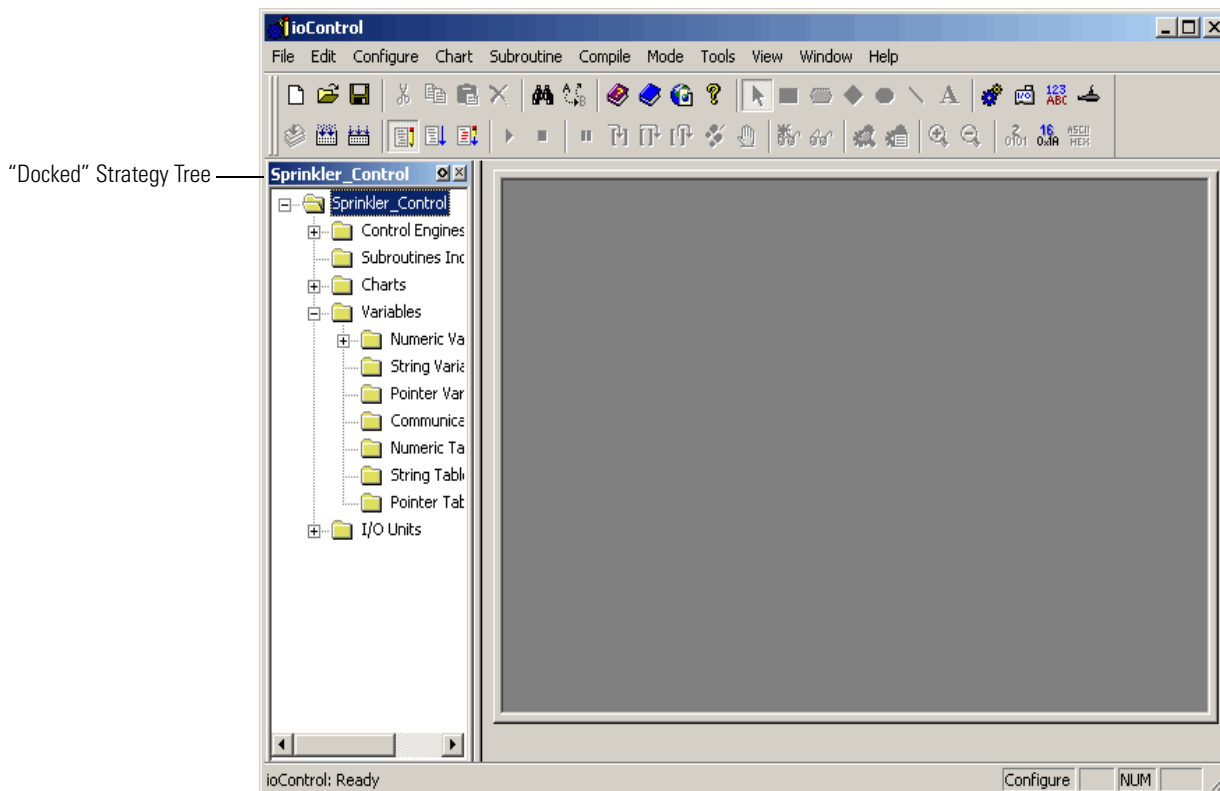 ioControl
File Edit Configure Chart Subroutine Compile Mode Tools View Window Help
123
ABC
2
0101
16
0x1A
ASCII
HEX
"Docked" Strategy Tree
Sprinkler_Control
Sprinkler_Control
Control Engines
Subroutines Inc
Charts
Variables
Numeric Va
String Varia
Pointer Var
Communica
Numeric Ta
String Tabl
Pointer Tab
I/O Units
ioControl: Ready
Configure
NUM